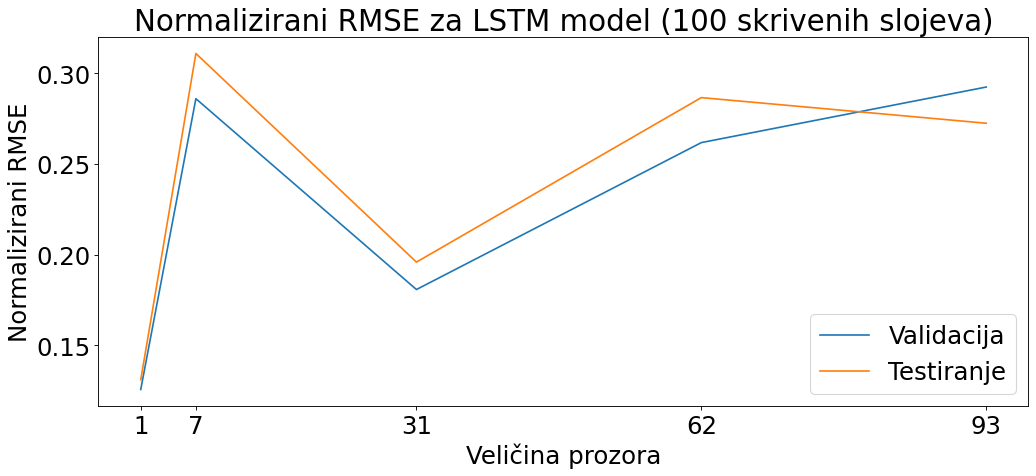 Normalizirani RMSE za LSTM model (100 skrivenih slojeva)
Normalizirani RMSE
0.30
0.25
0.20
0.15
Validacija
Testiranje
1 7 31 62 93
Veličina prozora